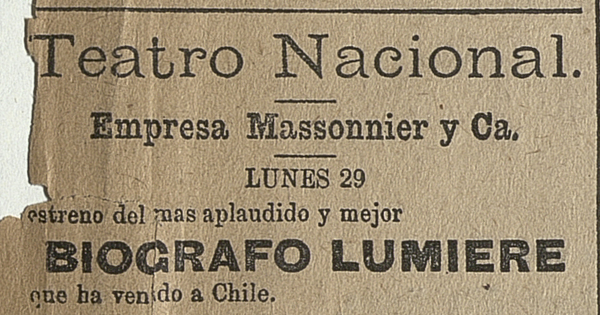 Teatro Nacional.
Empresa Massonnier y Ca.
LUNES 29
estreno del mas aplaudido y mejor
BIOGRAFO LUMIERE
que ha venido a Chile.